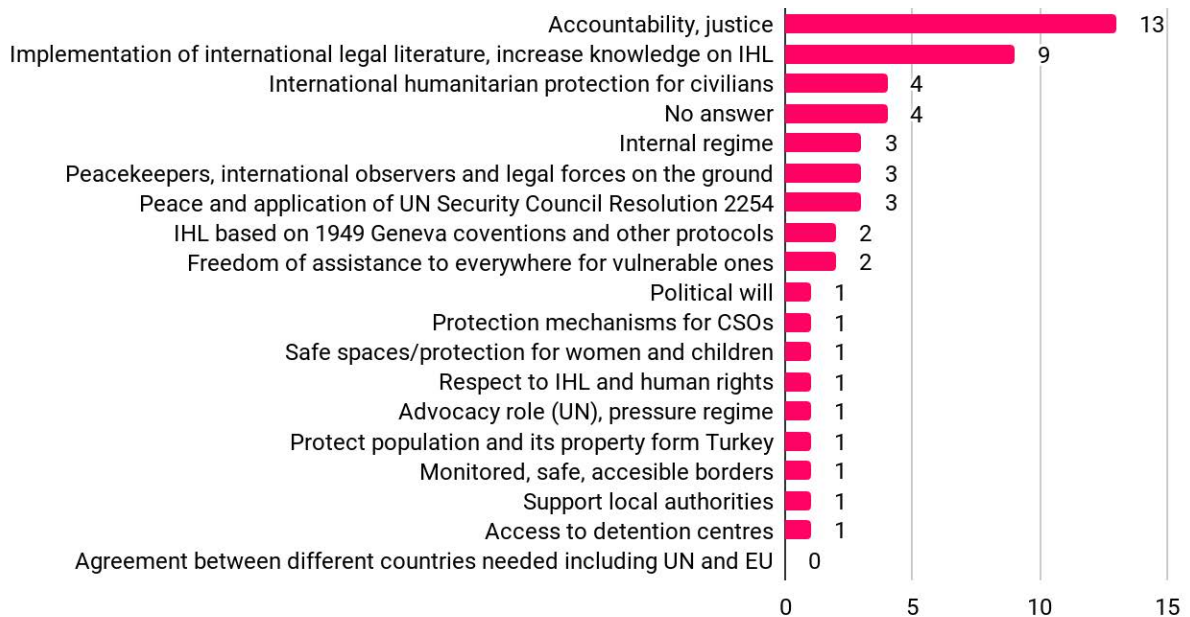 Accountability, justice 13
Implementation of international legal literature, increase knowledge on IHL 9
International humanitarian protection for civilians 4
No answer 4
Internal regime 3
Peacekeepers, international observers and legal forces on the ground 3
Peace and application of UN Security Council Resolution 2254 3
IHL based on 1949 Geneva coventions and other protocols 2
Freedom of assistance to everywhere for vulnerable ones 2
Political will 1
Protection mechanisms for CSOs 1
Safe spaces/protection for women and children 1
Respect to IHL and human rights 1
Advocacy role (UN), pressure regime 1
Protect population and its property form Turkey 1
Monitored, safe, accesible borders 1
Support local authorities 1
Access to detention centres 1
Agreement between different countries needed including UN and EU 0
0 5 10 15